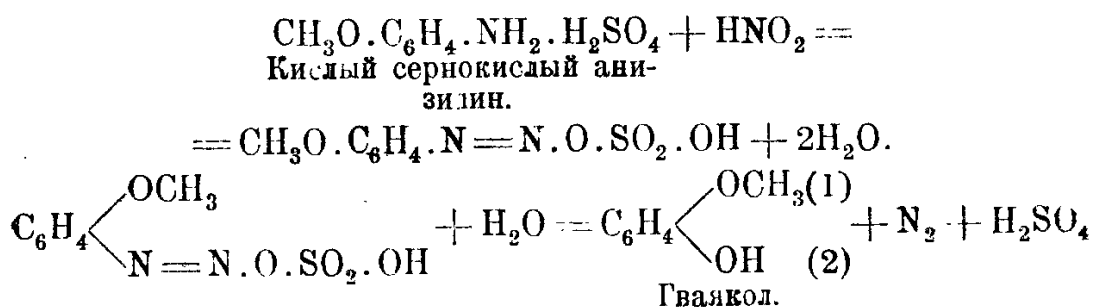 CH₃O.C₆H₄.NH₂.H₂SO₄+HNO₂==
Кислый сернокислый ани-
зилин.
==CH₃O.C₆H₄.N==N.O.SO₂.OH+2H₂O.
OCH₃ OCH₃(1)
C₆H₄ +H₂O==C₆H₄ +N₂+H₂SO₄
N==N.O.SO₂.OH OH (2)
Гваякол.